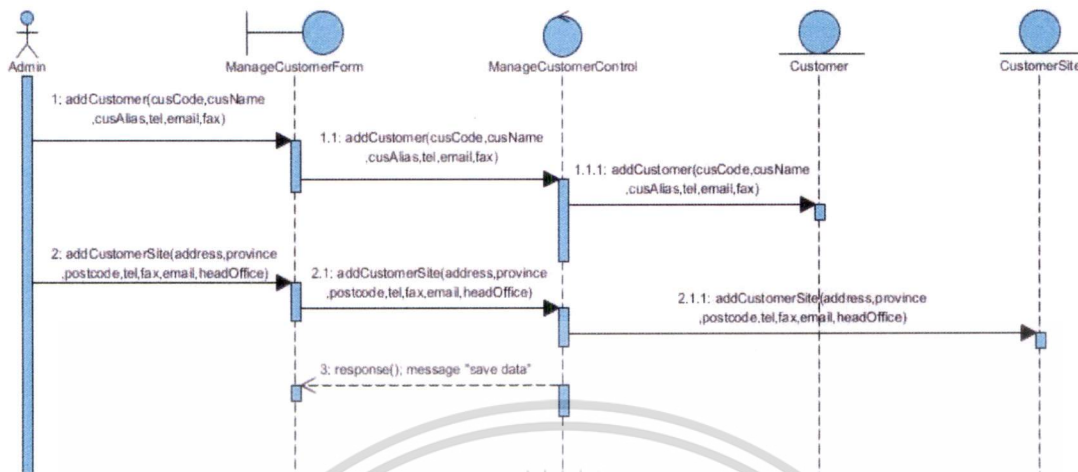 Admin
ManageCustomerForm
ManageCustomerControl
Customer
CustomerSite
1: addCustomer(cusCode,cusName
,cusAlias,tel,email,fax)
1.1: addCustomer(cusCode,cusName
,cusAlias,tel,email,fax)
1.1.1: addCustomer(cusCode,cusName
,cusAlias,tel,email,fax)
2: addCustomerSite(address,province
,postcode,tel,fax,email,headOffice)
2.1: addCustomerSite(address,province
,postcode,tel,fax,email,headOffice)
2.1.1: addCustomerSite(address,province
,postcode,tel,fax,email,headOffice)
3: response(); message "save data"